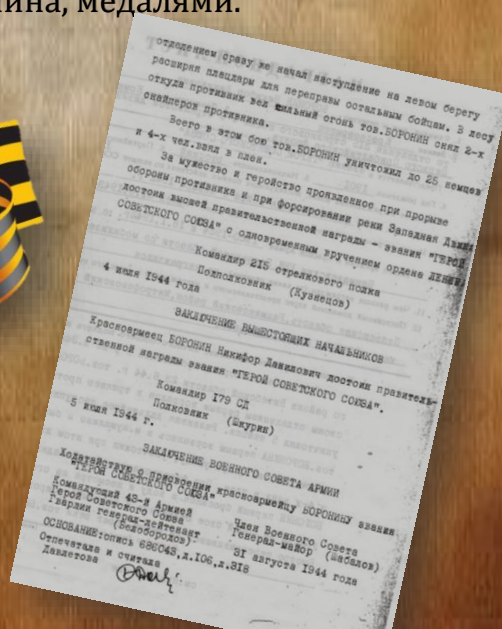 лина, медалями.
отделением сразу же начал наступление на левом берегу
расширяя плацдарм для переправы остальным бойцам. В лесу
откуда противник вел сильный огонь тов.БОРОНИН снял 2-х
снайперов противника.
Всего в этом бою тов.БОРОНИН уничтожил до 25 немцев
и 4-х чел.взял в плен.
За мужество и геройство проявленное при прорыве
обороны противника и при форсировании реки Западная Двина
достоин высшей правительственной награды - звания "ГЕРОЙ
СОВЕТСКОГО СОЮЗА" с одновременным вручением ордена ЛЕНИНА
Командир 215 стрелкового полка
Подполковник (Кузнецов)
4 июля 1944 года
ЗАКЛЮЧЕНИЕ ВЫШЕСТОЯЩИХ НАЧАЛЬНИКОВ
Красноармеец БОРОНИН Никифор Данилович достоин правитель-
ственной награды звания "ГЕРОЙ СОВЕТСКОГО СОЮЗА".
Командир 179 СД
Полковник (Шкурин)
5 июля 1944 г.
ЗАКЛЮЧЕНИЕ ВОЕННОГО СОВЕТА АРМИИ
Ходатайствую о присвоении красноармейцу БОРОНИНУ звания
"ГЕРОЯ СОВЕТСКОГО СОЮЗА"
Командующий 43-й Армией
Герой Советского Союза
Гвардии генерал-лейтенант
(Белобородов)
Член Военного Совета
Генерал-майор (Шабалов)
31 августа 1944 года
ОСНОВАНИЕ:опись 686043,д.106,л.318
Отпечатала и считала
Давлетова